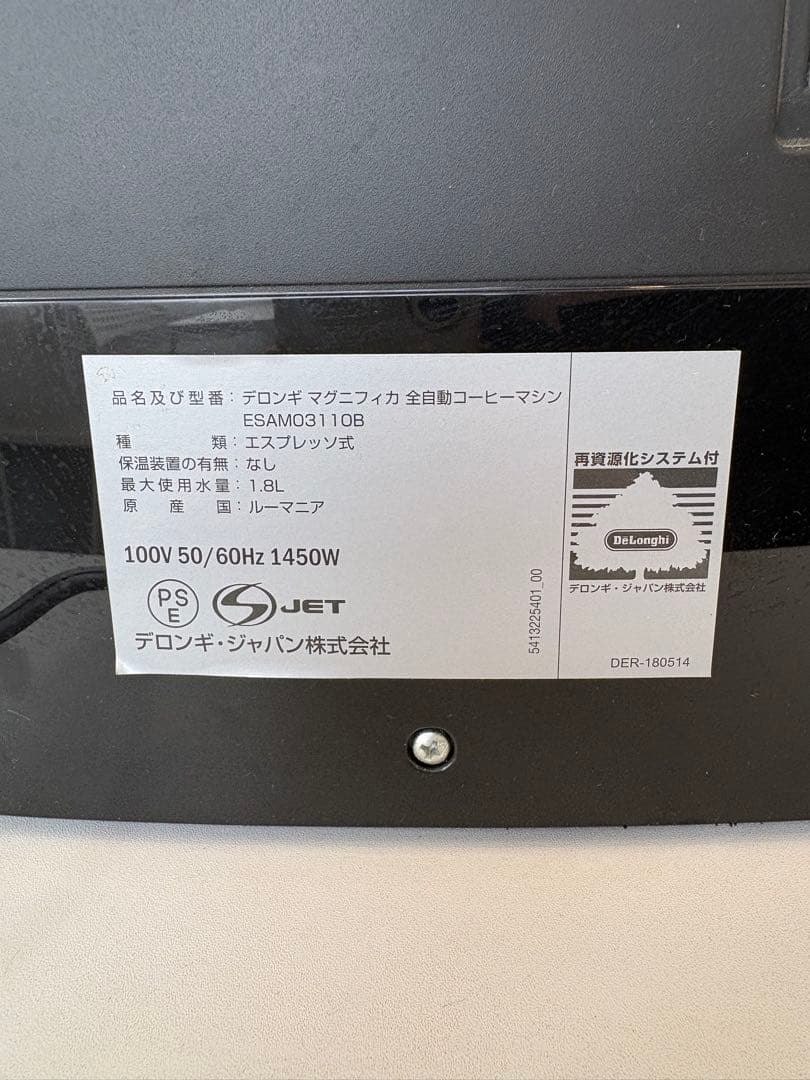 品名及び型番：デロンギ マグニフィカ 全自動コーヒーマシン
ESAM03110B
種類：エスプレッソ式
保温装置の有無：なし
最大使用水量：1.8L
原産国：ルーマニア
100V 50/60Hz 1450W
PS
E
S JET
デロンギ・ジャパン株式会社
5413225401_00
再資源化システム付
DeLonghi
デロンギ・ジャパン株式会社
DER-180514